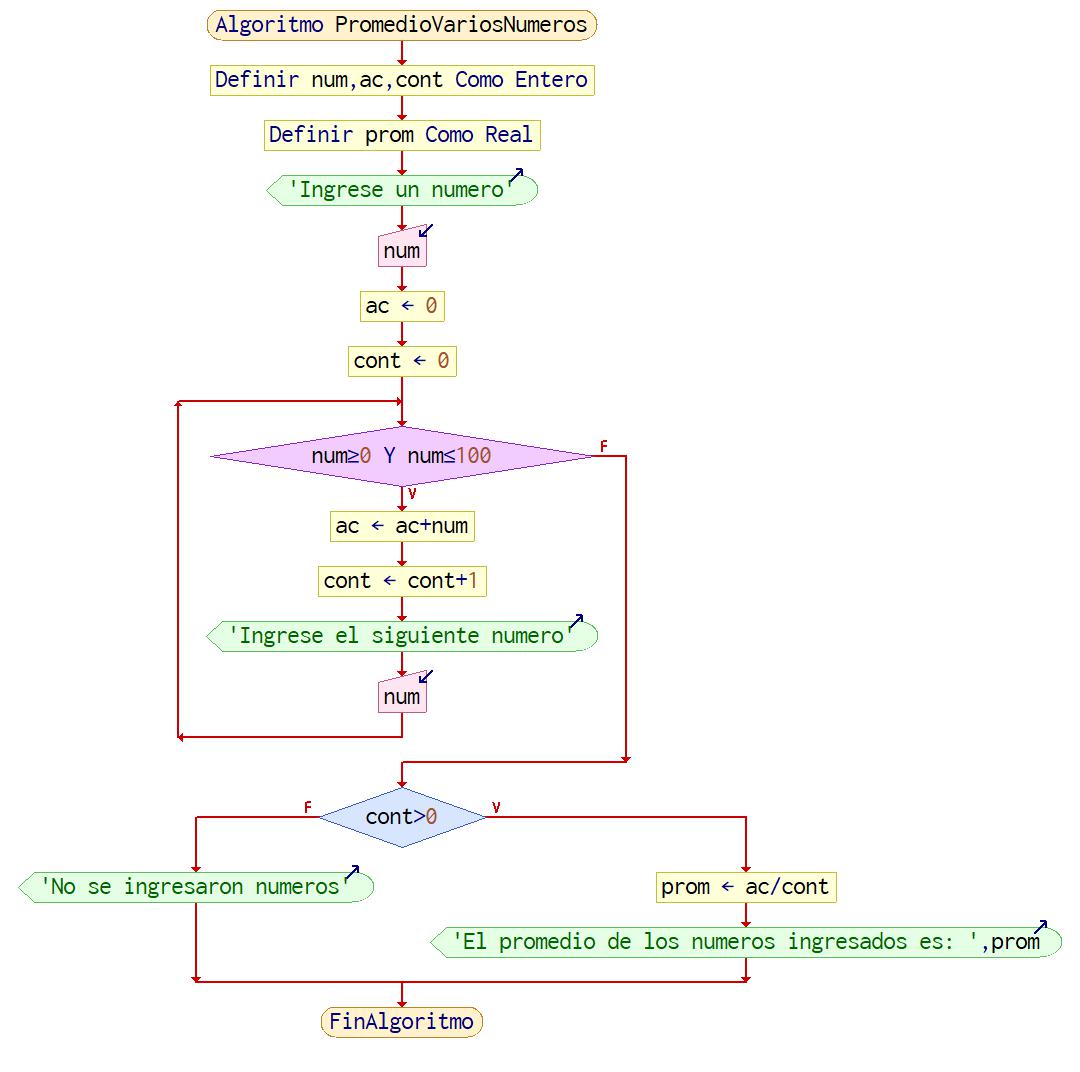 Algoritmo PromedioVariosNumeros
Definir num,ac,cont Como Entero
Definir prom Como Real
'Ingrese un numero'
num
ac ← 0
cont ← 0
num≥0 Y num≤100
F
V
ac ← ac+num
cont ← cont+1
'Ingrese el siguiente numero'
num
F
V
cont>0
'No se ingresaron numeros'
prom ← ac/cont
'El promedio de los numeros ingresados es: ',prom
FinAlgoritmo